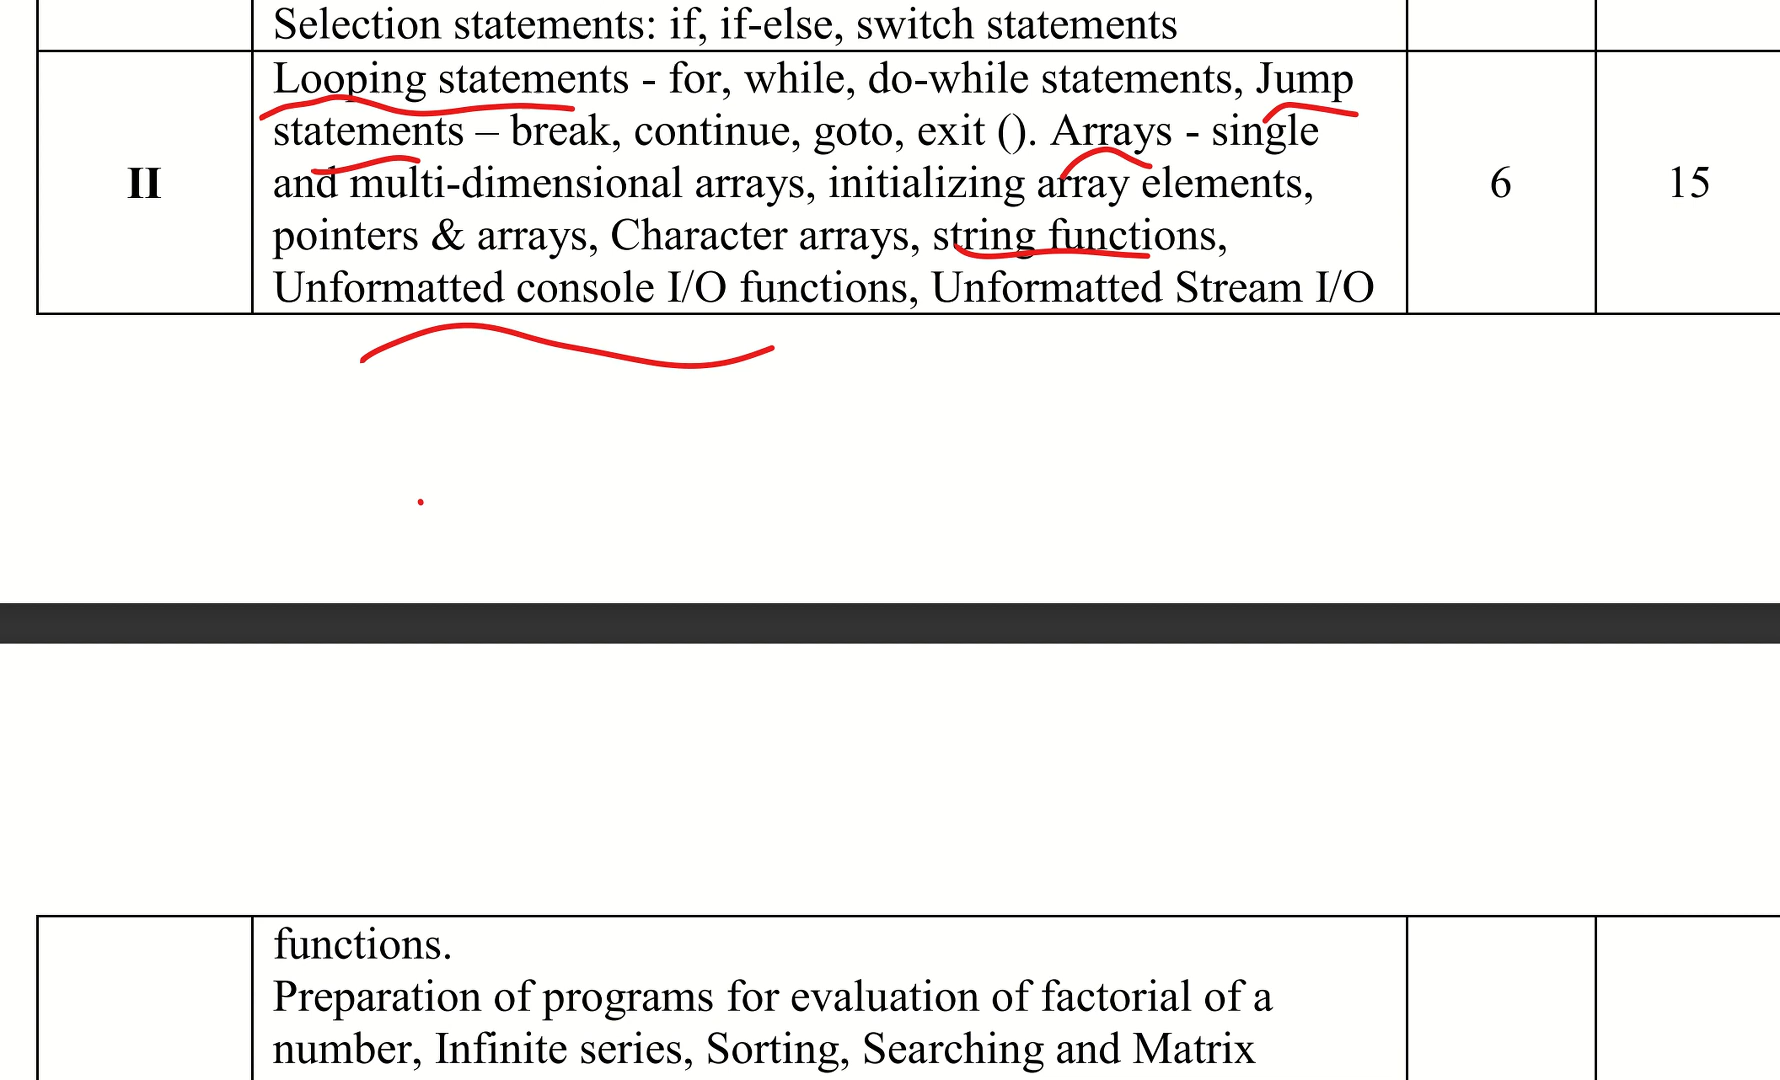 Selection statements: if, if-else, switch statements
Looping statements - for, while, do-while statements, Jump
statements – break, continue, goto, exit (). Arrays - single
II and multi-dimensional arrays, initializing array elements, 6 15
pointers & arrays, Character arrays, string functions,
Unformatted console I/O functions, Unformatted Stream I/O
functions.
Preparation of programs for evaluation of factorial of a
number, Infinite series, Sorting, Searching and Matrix